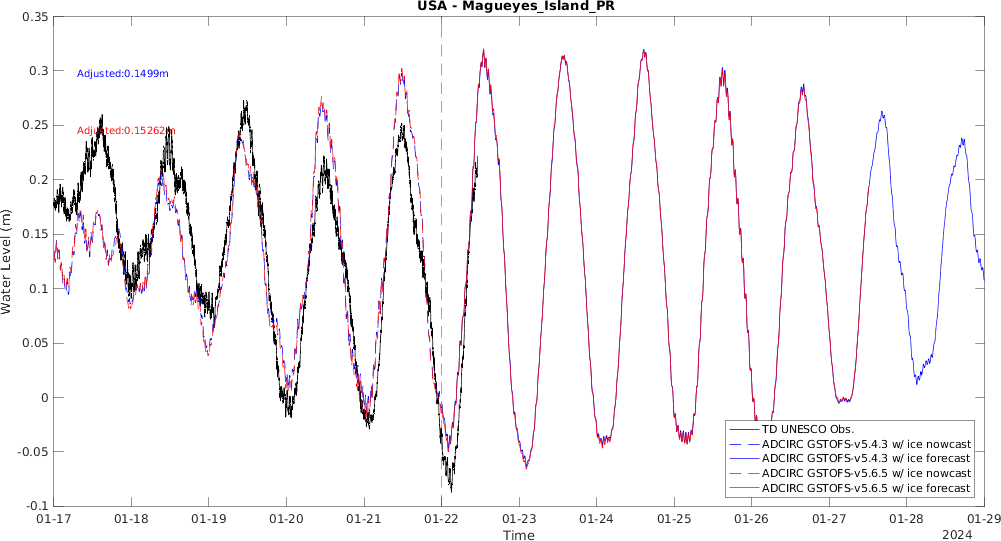 USA - Magueyes_Island_PR
0.35
0.3
0.25
0.2
0.15
0.1
0.05
0
-0.05
-0.1
Water Level (m)
Adjusted:0.1499m
Adjusted:0.15262m
TD UNESCO Obs.
ADCIRC GSTOFS-v5.4.3 w/ ice nowcast
ADCIRC GSTOFS-v5.4.3 w/ ice forecast
ADCIRC GSTOFS-v5.6.5 w/ ice nowcast
ADCIRC GSTOFS-v5.6.5 w/ ice forecast
01-17 01-18 01-19 01-20 01-21 01-22 01-23 01-24 01-25 01-26 01-27 01-28 01-29
Time 2024